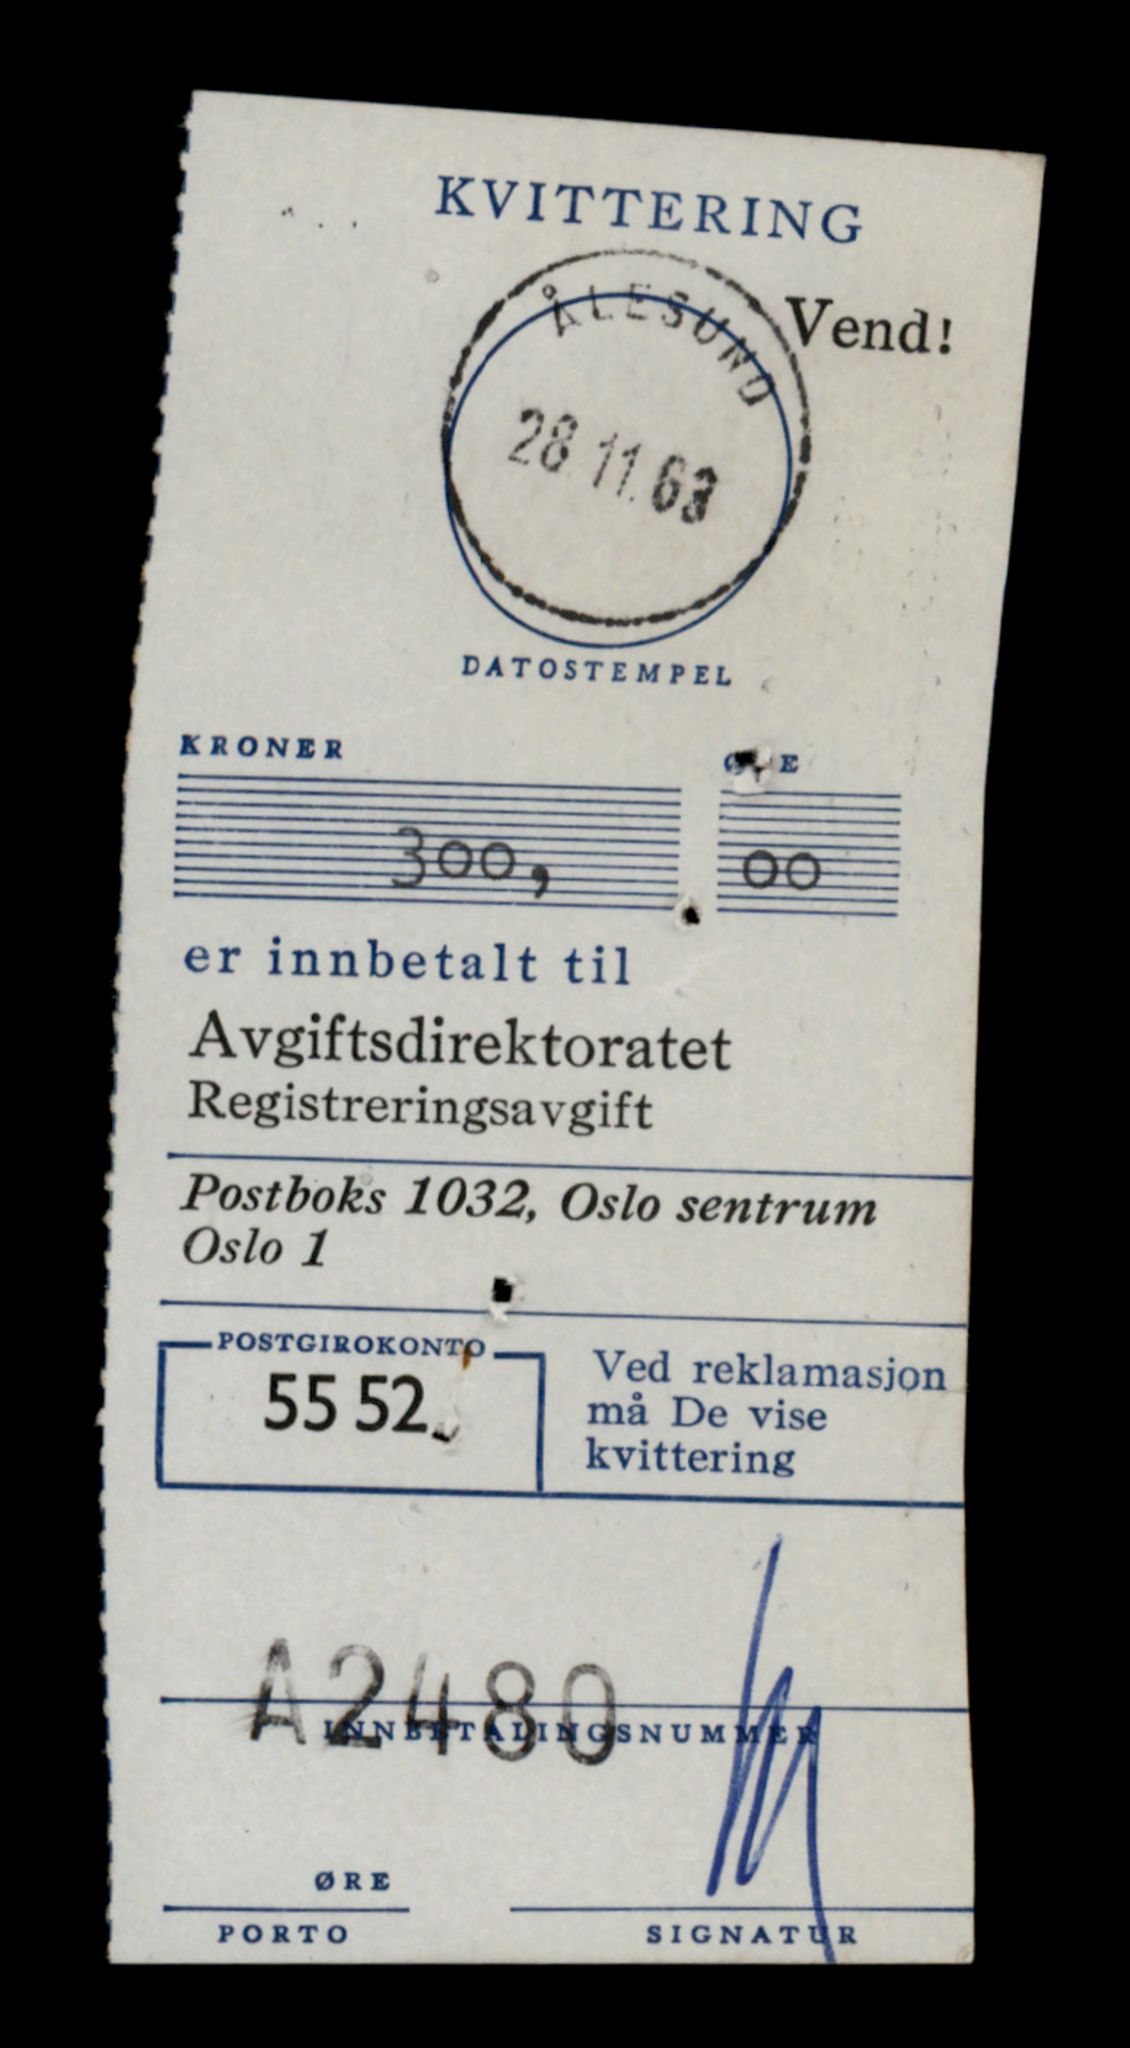 KVITTERING
Vend!
ÅLESUND
28 11.63
DATOSTEMPEL
KRONER ØRE
300, 00
er innbetalt til
Avgiftsdirektoratet
Registreringsavgift
Postboks 1032, Oslo sentrum
Oslo 1
POSTGIROKONTO
55 52
Ved reklamasjon
må De vise
kvittering
A2480
INNBETALINGSNUMMER
ØRE
PORTO SIGNATUR